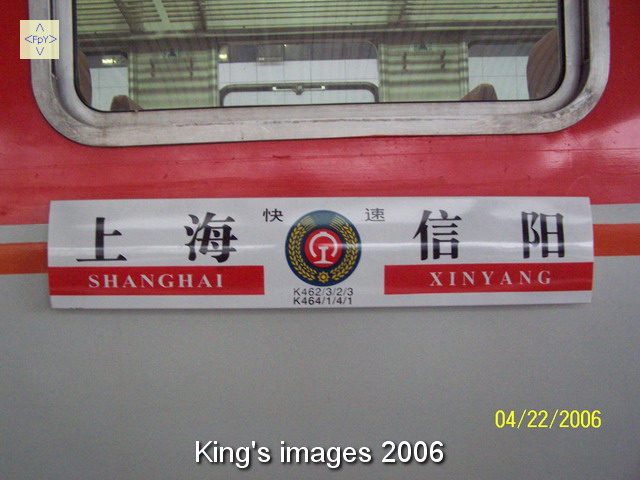 <FpY>
上海 快速 信阳
SHANGHAI XINYANG
K462/3/2/3
K464/1/4/1
04/22/2006
King's images 2006